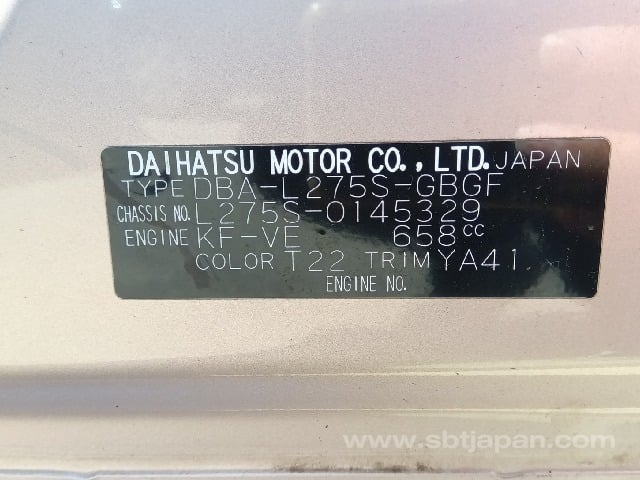 DAIHATSU MOTOR CO., LTD. JAPAN
TYPE DBA-L275S-GBGF
CHASSIS NO. L275S-0145329
ENGINE KF-VE 658cc
COLOR T22 TRIM YA41
ENGINE NO.
www.sbtjapan.com